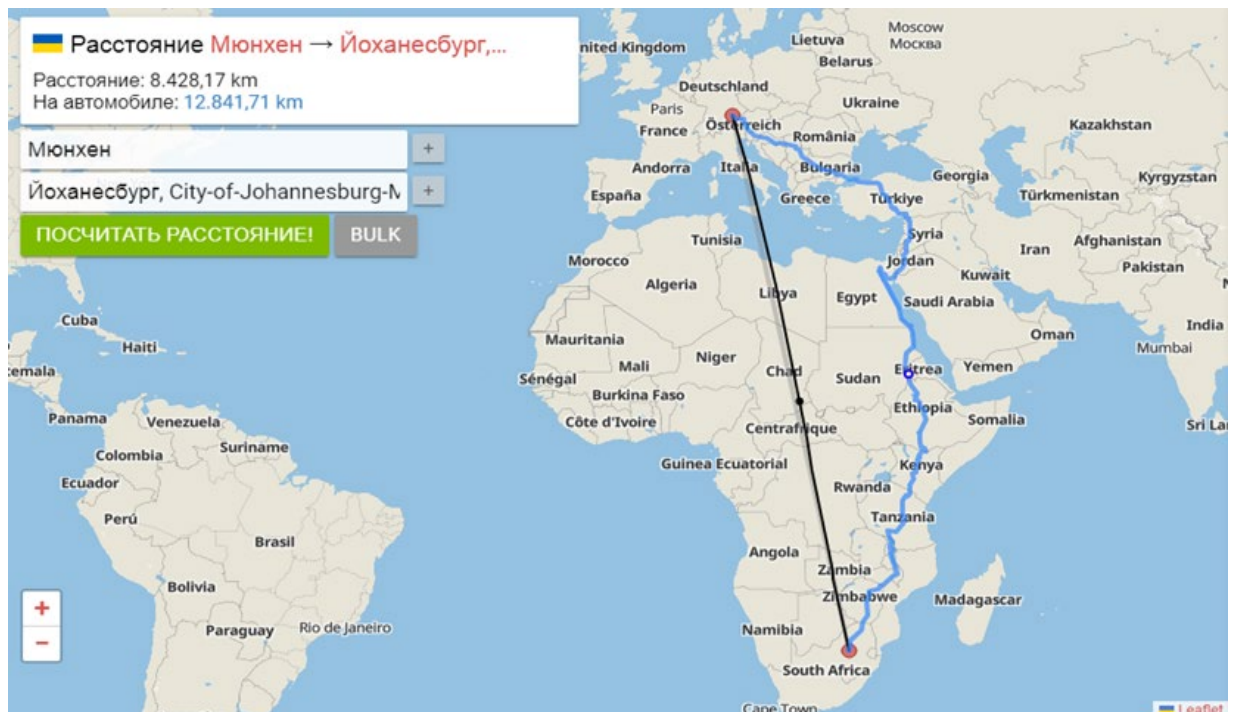 Расстояние Мюнхен → Йоханесбург,...
Расстояние: 8.428,17 km
На автомобиле: 12.841,71 km
Мюнхен
+
Йоханесбург, City-of-Johannesburg-M
+
ПОСЧИТАТЬ РАССТОЯНИЕ!
BULK
nited Kingdom
Lietuva
Moscow
Москва
Belarus
Deutschland
Paris
Ukraine
France
Österreich
România
Kazakhstan
Andorra
Italia
Bulgaria
Georgia
Kyrgyzstan
España
Greece
Türkiye
Türkmenistan
Tunisia
Syria
Iran
Afghanistan
Morocco
Jordan
Kuwait
Pakistan
Algeria
Libya
Egypt
Saudi Arabia
Cuba
Haiti
Oman
India
Mumbai
Mauritania
Mali
Niger
Chad
Sudan
Eritrea
Yemen
temala
Sénégal
Burkina Faso
Ethiopia
Somalia
Sri La
Panama
Venezuela
Côte d'Ivoire
Centrafrique
Suriname
Colombia
Guinea Ecuatorial
Kenya
Ecuador
Rwanda
Perú
Tanzania
Brasil
Angola
Zambia
Bolivia
Zimbabwe
Madagascar
+
−
Paraguay
Rio de Janeiro
Namibia
South Africa
Cape Town
Leaflet